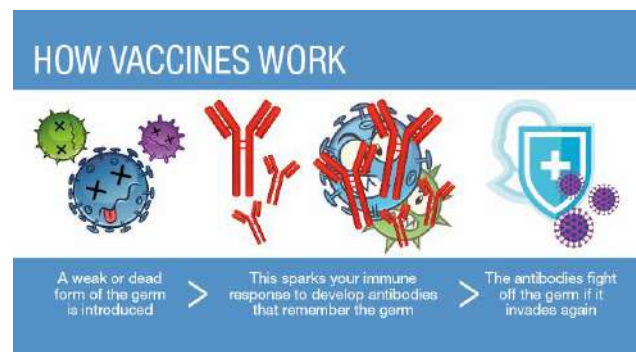 HOW VACCINES WORK
A weak or dead
form of the germ
is introduced
>
This sparks your immune
response to develop antibodies
that remember the germ
>
The antibodies fight
off the germ if it
invades again